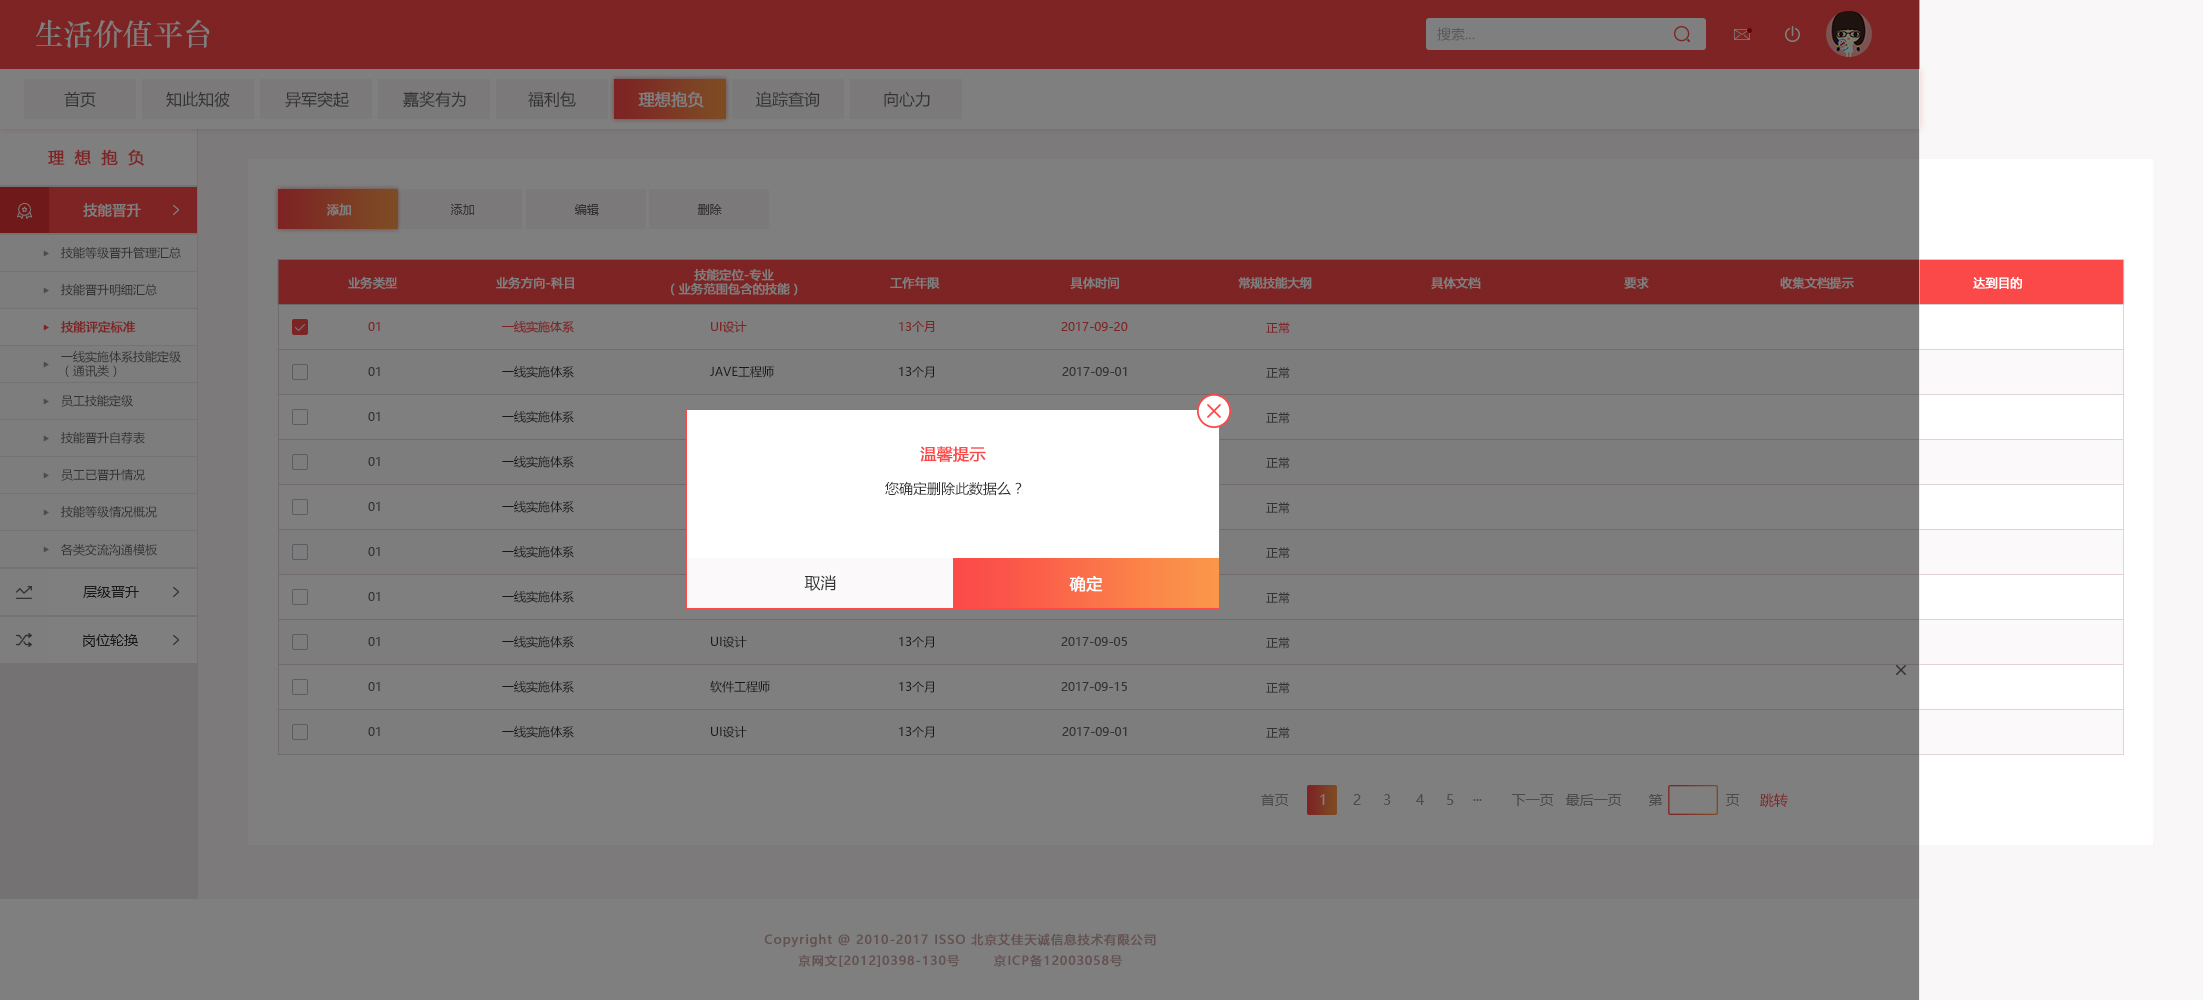 生活价值平台
搜索...
首页 知此知彼 异军突起 嘉奖有为 福利包 理想抱负 追踪查询 向心力
理想抱负
技能晋升
技能等级晋升管理汇总
技能晋升明细汇总
技能评定标准
一线实施体系技能定级
（通讯类）
员工技能定级
技能晋升自荐表
员工已晋升情况
技能等级情况概况
各类交流沟通模板
层级晋升
岗位轮换
添加 添加 编辑 删除
业务类型 业务方向-科目 技能定位-专业 工作年限 具体时间 常规技能大纲 具体文档 要求 收集文档提示 达到目的
（业务范围包含的技能）
01 一线实施体系 UI设计 13个月 2017-09-20 正常
01 一线实施体系 JAVE工程师 13个月 2017-09-01 正常
01 一线实施体系 正常
01 一线实施体系 正常
01 一线实施体系 正常
01 一线实施体系 正常
01 一线实施体系 正常
01 一线实施体系 UI设计 13个月 2017-09-05 正常
01 一线实施体系 软件工程师 13个月 2017-09-15 正常
01 一线实施体系 UI设计 13个月 2017-09-01 正常
温馨提示
您确定删除此数据么？
取消 确定
首页 1 2 3 4 5 ... 下一页 最后一页 第 页 跳转
Copyright @ 2010-2017 ISSO 北京艾佳天诚信息技术有限公司
京网文[2012]0398-130号 京ICP备12003058号